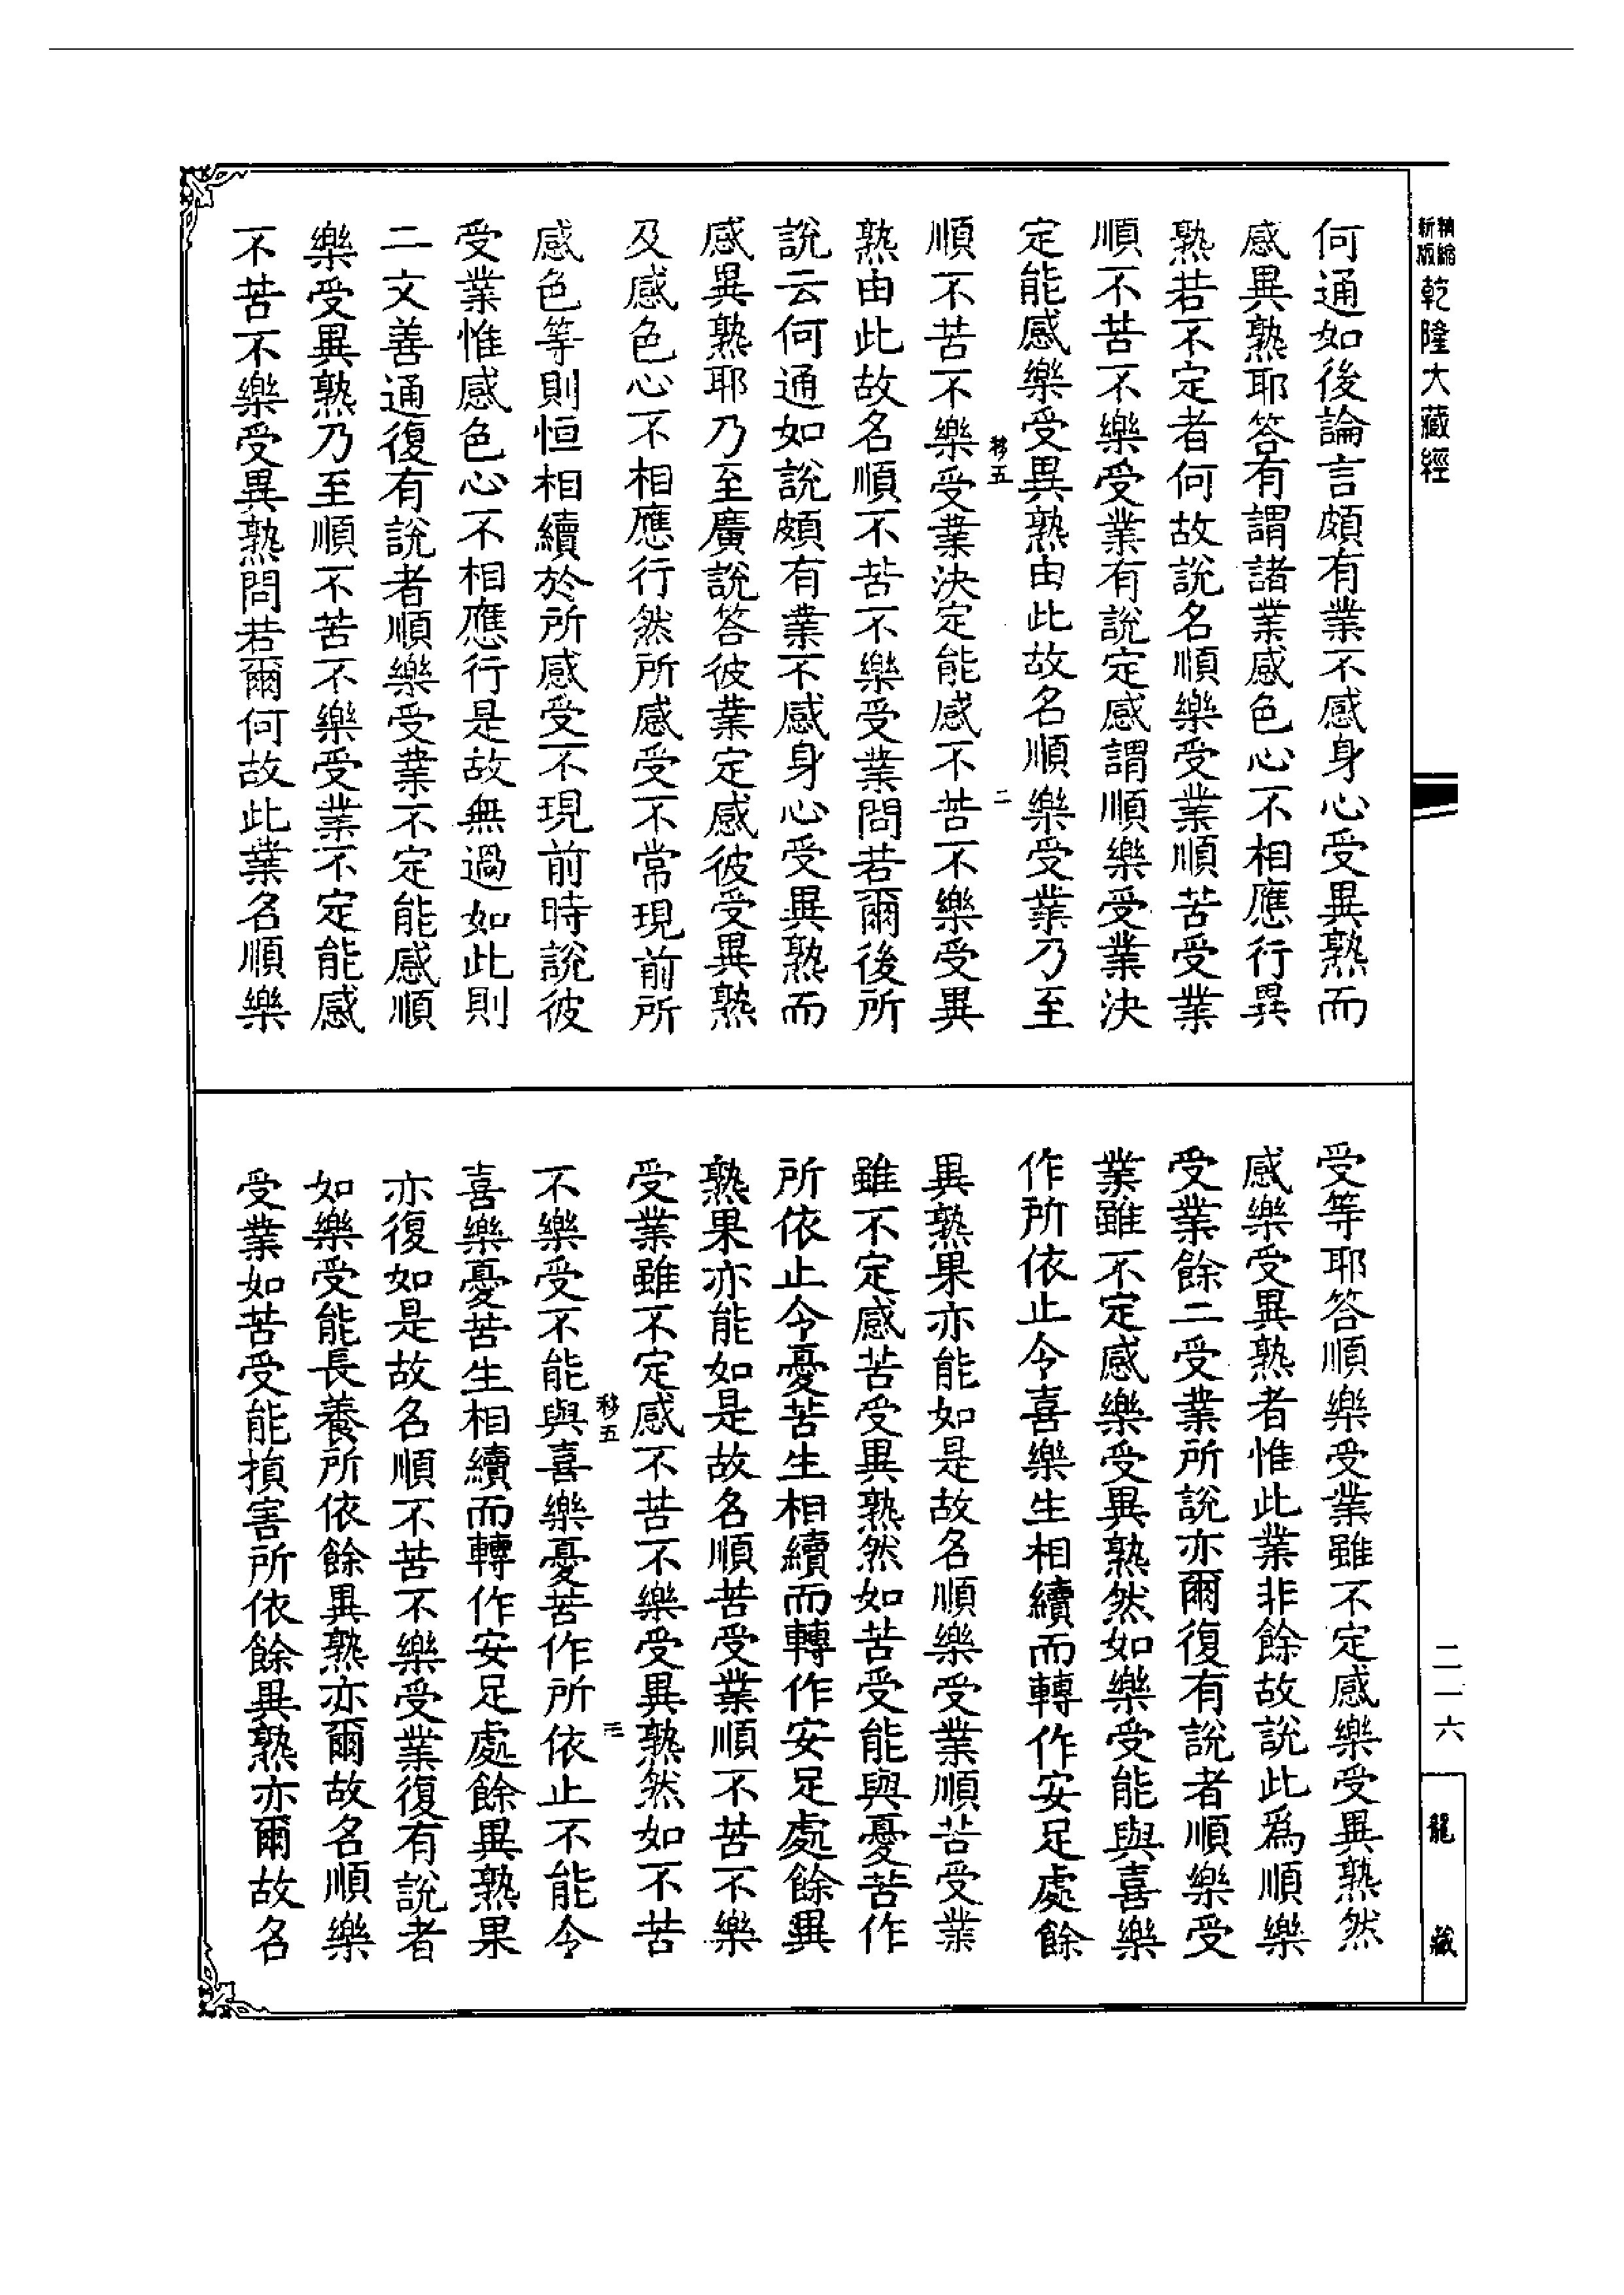 精縮新版 乾隆大藏經
何通如後論言頗有業不感身心受異熟而
感異熟耶答有謂諸業感色心不相應行異
熟若不定者何故說名順樂受業順苦受業
順不苦不樂受業有說定感謂順樂受業決
定能感樂受異熟由此故名順樂受業乃至
移五 二
順不苦不樂受業決定能感不苦不樂受異
熟由此故名順不苦不樂受業問若爾後所
說云何通如說頗有業不感身心受異熟而
感異熟耶乃至廣說答彼業定感彼受異熟
及感色心不相應行然所感受不常現前所
感色等則恒相續於所感受不現前時說彼
受業惟感色心不相應行是故無過如此則
二文善通復有說者順樂受業不定能感順
樂受異熟乃至順不苦不樂受業不定能感
不苦不樂受異熟問若爾何故此業名順樂
受等耶答順樂受業雖不定感樂受異熟然
感樂受異熟者惟此業非餘故說此爲順樂
受業餘二受業所說亦爾復有說者順樂受
業雖不定感樂受異熟然如樂受能與喜樂
作所依止令喜樂生相續而轉作安足處餘
異熟果亦能如是故名順樂受業順苦受業
雖不定感苦受異熟然如苦受能與憂苦作
所依止令憂苦生相續而轉作安足處餘異
熟果亦能如是故名順苦受業順不苦不樂
受業雖不定感不苦不樂受異熟然如不苦
移五 三
不樂受不能與喜樂憂苦作所依止不能令
喜樂憂苦生相續而轉作安足處餘異熟果
亦復如是故名順不苦不樂受業復有說者
如樂受能長養所依餘異熟亦爾故名順樂
受業如苦受能損害所依餘異熟亦爾故名
二一六
龍藏